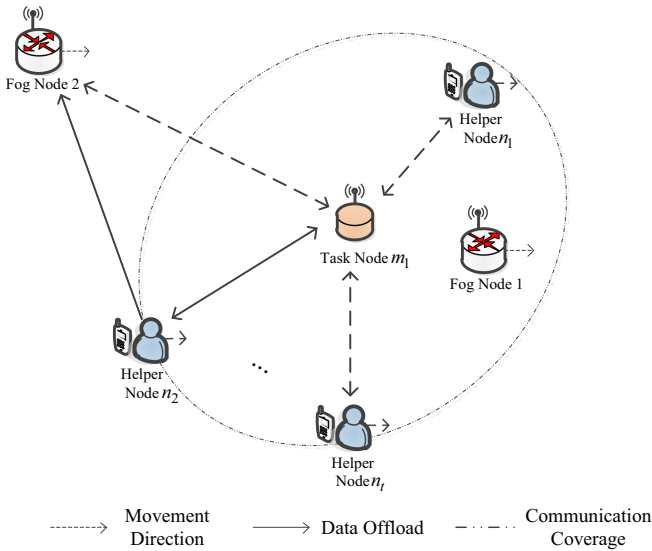 Fog Node 2
Helper
Node n1
Task Node m1
Fog Node 1
Helper
Node n2
...
Helper
Node nt
Movement
Direction
Data Offload
Communication
Coverage